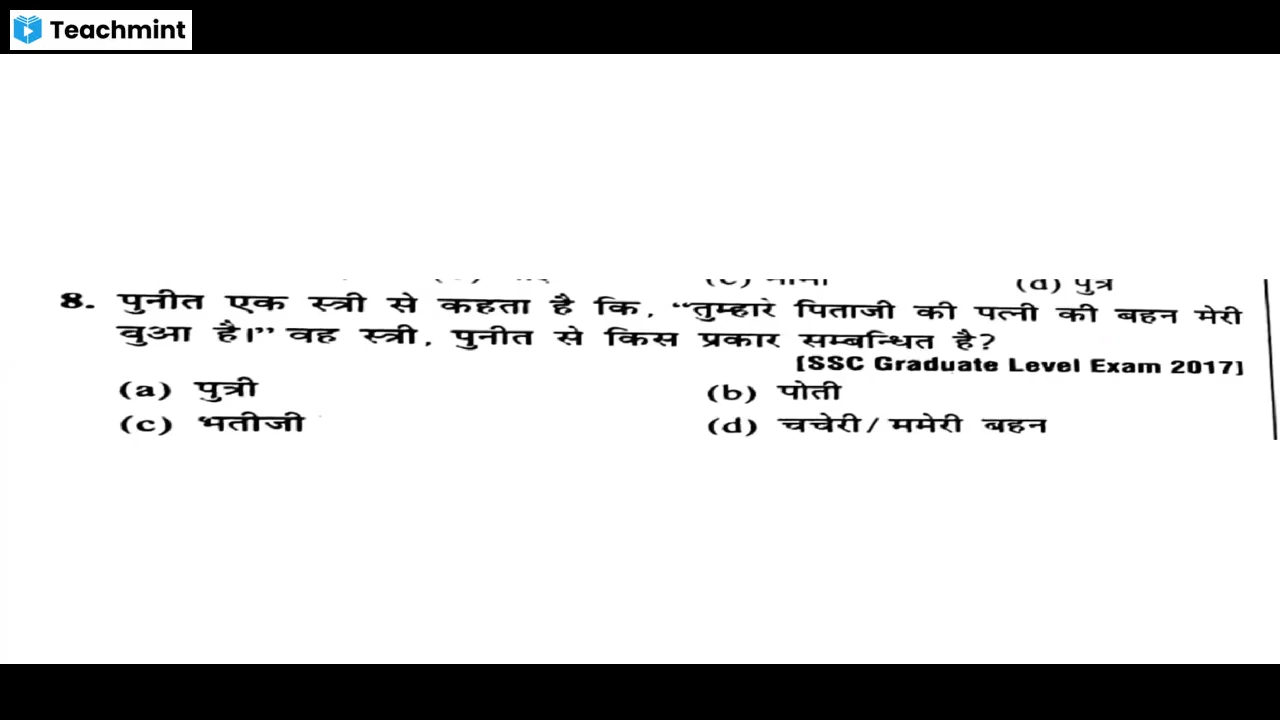 Teachmint
(d) पुत्र
8. पुनीत एक स्त्री से कहता है कि, “तुम्हारे पिताजी की पत्नी की बहन मेरी
बुआ है।” वह स्त्री, पुनीत से किस प्रकार सम्बन्धित है?
[SSC Graduate Level Exam 2017]
(a) पुत्री (b) पोती
(c) भतीजी (d) चचेरी/ममेरी बहन